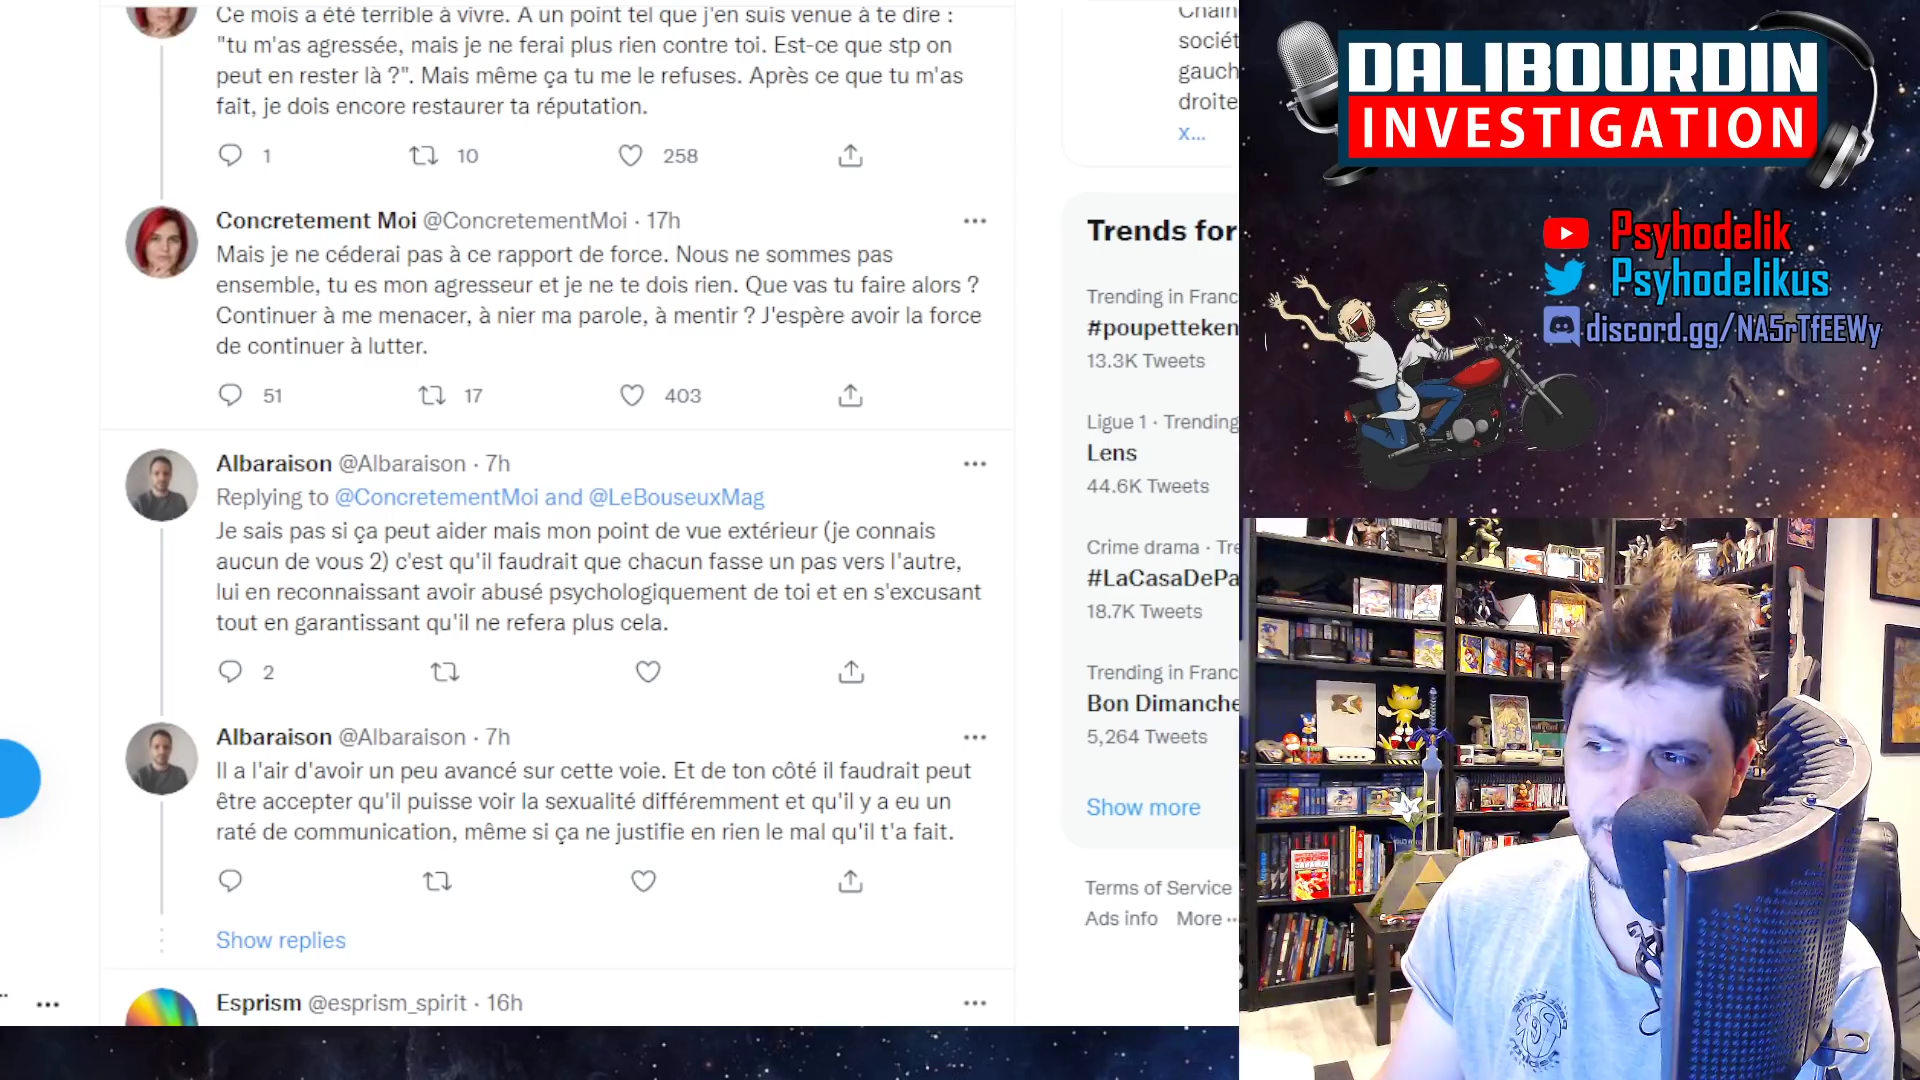 Ce mois a été terrible à vivre. A un point tel que j'en suis venue à te dire :
"tu m'as agressée, mais je ne ferai plus rien contre toi. Est-ce que stp on
peut en rester là ?". Mais même ça tu me le refuses. Après ce que tu m'as
fait, je dois encore restaurer ta réputation.
1 10 258
Concretement Moi @ConcretementMoi · 17h
Mais je ne céderai pas à ce rapport de force. Nous ne sommes pas
ensemble, tu es mon agresseur et je ne te dois rien. Que vas tu faire alors ?
Continuer à me menacer, à nier ma parole, à mentir ? J'espère avoir la force
de continuer à lutter.
51 17 403
Albaraison @Albaraison · 7h
Replying to @ConcretementMoi and @LeBouseuxMag
Je sais pas si ça peut aider mais mon point de vue extérieur (je connais
aucun de vous 2) c'est qu'il faudrait que chacun fasse un pas vers l'autre,
lui en reconnaissant avoir abusé psychologiquement de toi et en s'excusant
tout en garantissant qu'il ne refera plus cela.
2
Albaraison @Albaraison · 7h
Il a l'air d'avoir un peu avancé sur cette voie. Et de ton côté il faudrait peut
être accepter qu'il puisse voir la sexualité différemment et qu'il y a eu un
raté de communication, même si ça ne justifie en rien le mal qu'il t'a fait.
Show replies
Esprism @esprism_spirit · 16h
sociét
gauch
droite
x...
Trends for
Trending in Franc
#poupetteken
13.3K Tweets
Ligue 1 · Trending
Lens
44.6K Tweets
Crime drama · Tre
#LaCasaDePa
18.7K Tweets
Trending in Franc
Bon Dimanche
5,264 Tweets
Show more
Terms of Service
Ads info More ···
DALIBOURDIN
INVESTIGATION
Psyhodelik
Psyhodelikus
discord.gg/NA5rTfEEWy